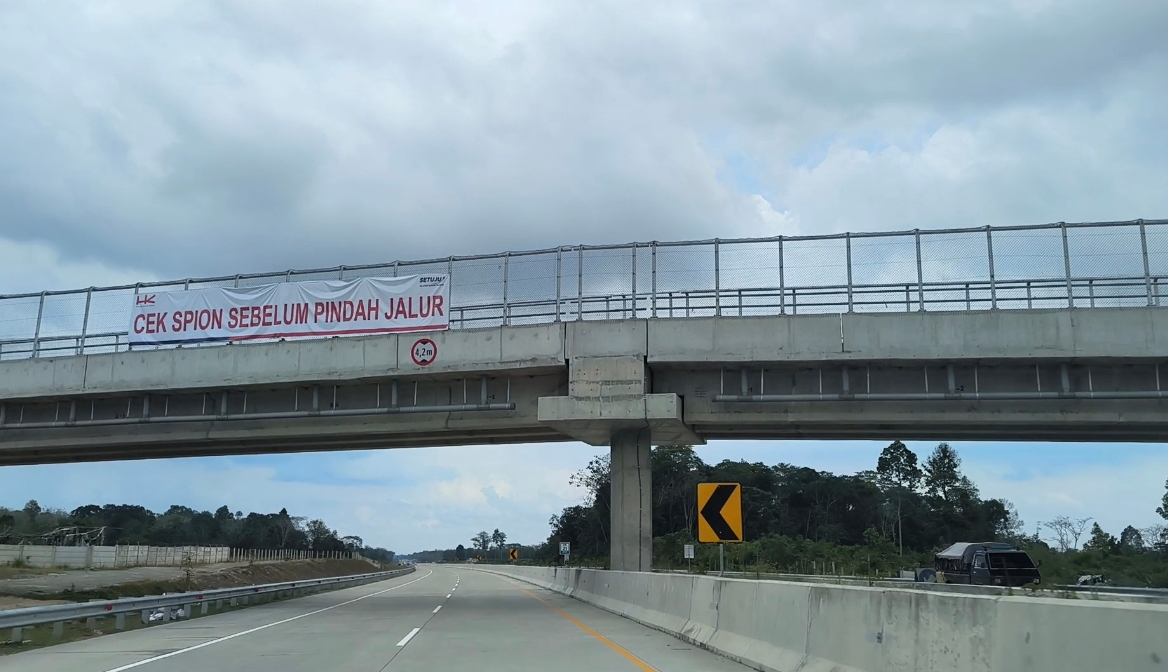 HK
SETUJU!
CEK SPION SEBELUM PINDAH JALUR
4,2m